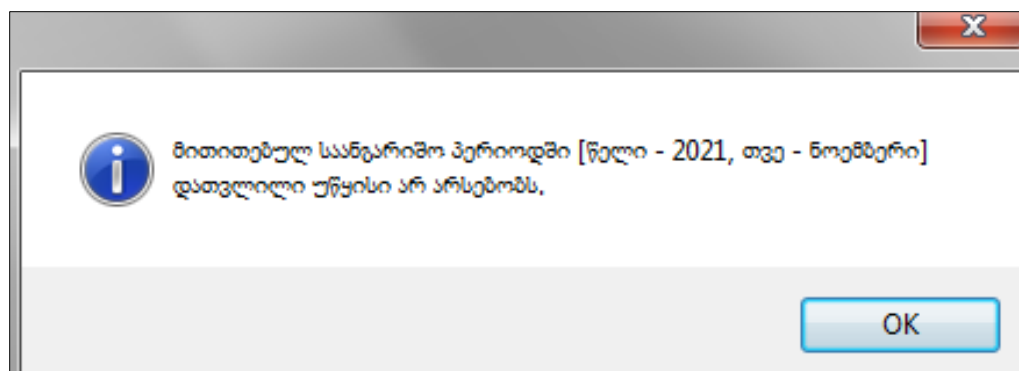 მითითებულ საანგარიშო პერიოდში [წელი - 2021, თვე - ნოემბერი]
დათვლილი უწყისი არ არსებობს.
OK